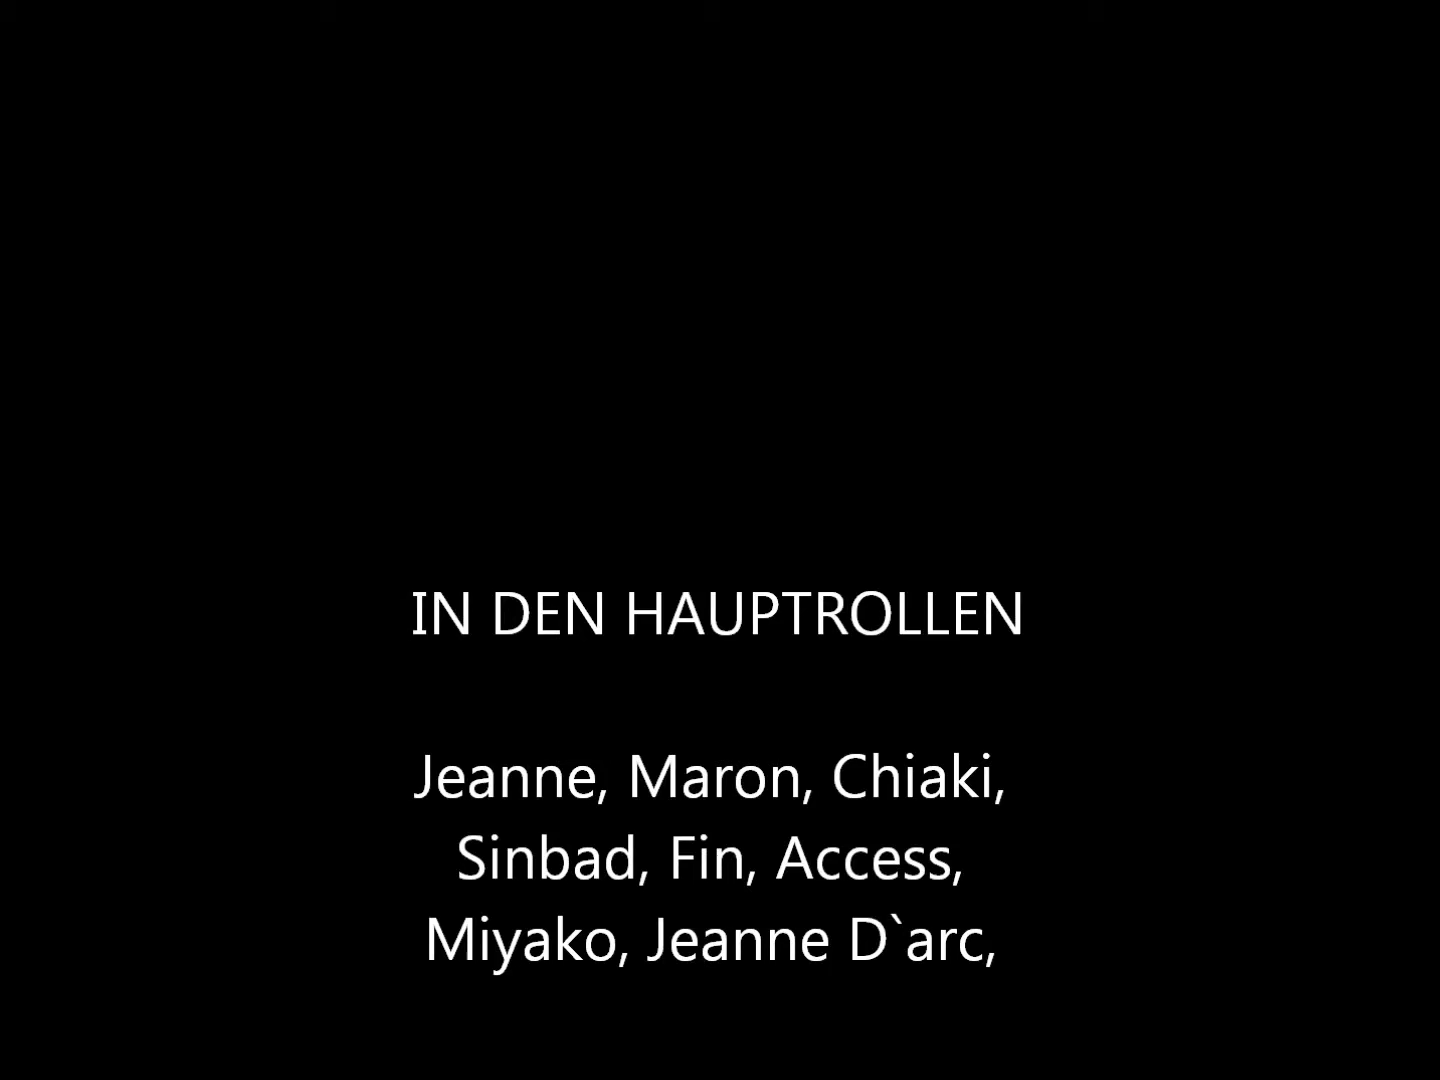 IN DEN HAUPTROLLEN
Jeanne, Maron, Chiaki,
Sinbad, Fin, Access,
Miyako, Jeanne D`arc,